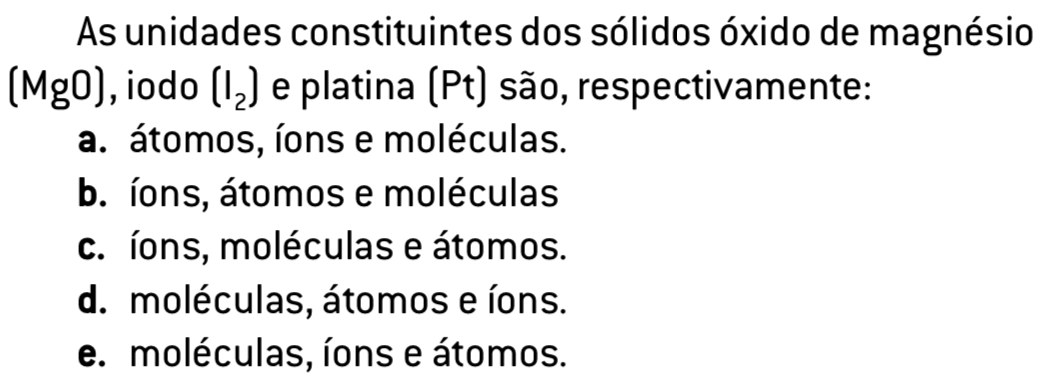 As unidades constituintes dos sólidos óxido de magnésio
(MgO), iodo (I₂) e platina (Pt) são, respectivamente:
a. átomos, íons e moléculas.
b. íons, átomos e moléculas
c. íons, moléculas e átomos.
d. moléculas, átomos e íons.
e. moléculas, íons e átomos.